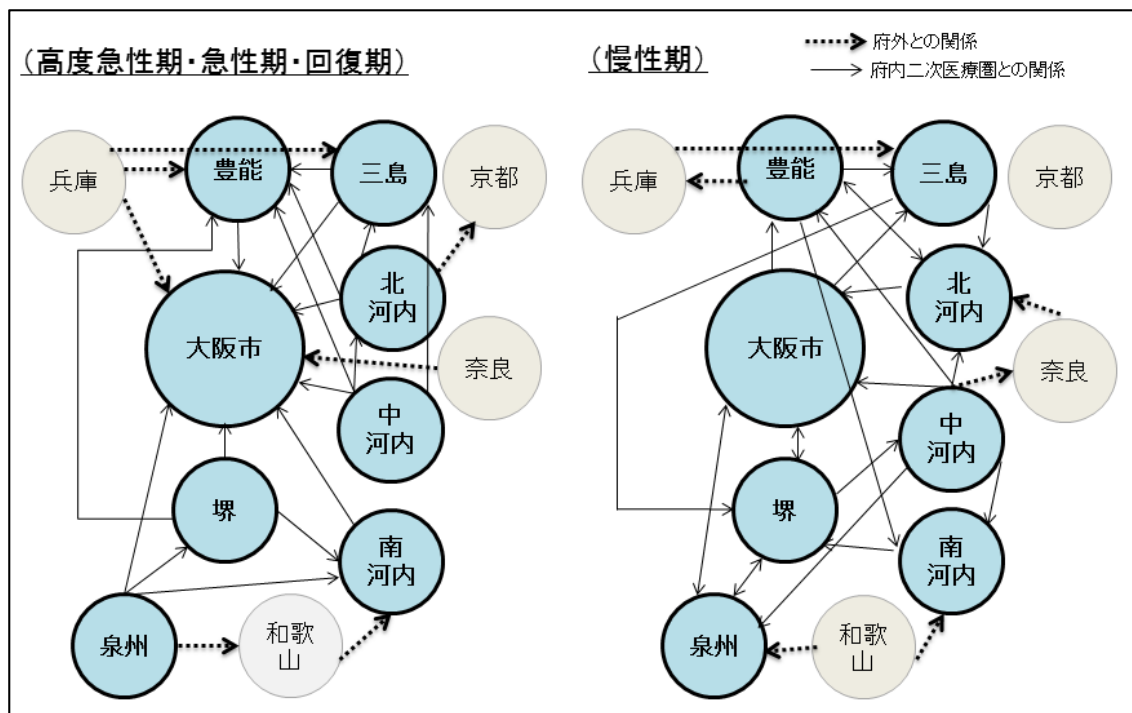 （高度急性期・急性期・回復期）
兵庫
豊能
三島
京都
北
河内
大阪市
奈良
中
河内
堺
南
河内
泉州
和歌
山
（慢性期）
府外との関係
府内二次医療圏との関係
兵庫
豊能
三島
京都
北
河内
大阪市
奈良
中
河内
堺
南
河内
泉州
和歌
山